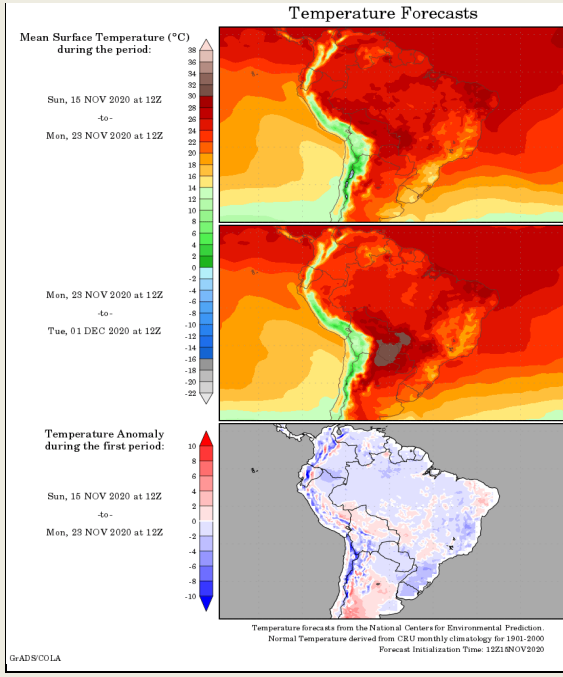 Temperature Forecasts
Mean Surface Temperature (°C)
during the period:
Sun, 15 NOV 2020 at 12Z
-to-
Mon, 23 NOV 2020 at 12Z
38
36
34
32
30
28
26
24
22
20
18
16
14
12
10
8
6
4
2
0
-2
-4
-6
-8
-10
-12
-14
-16
-18
-20
-22
Mon, 23 NOV 2020 at 12Z
-to-
Tue, 01 DEC 2020 at 12Z
Temperature Anomaly
during the first period:
Sun, 15 NOV 2020 at 12Z
-to-
Mon, 23 NOV 2020 at 12Z
10
8
6
4
2
0
-2
-4
-6
-8
-10
Temperature forecasts from the National Centers for Environmental Prediction.
Normal Temperature derived from CRU monthly climatology for 1901-2000
Forecast Initialization Time: 12Z15NOV2020
GrADS/COLA